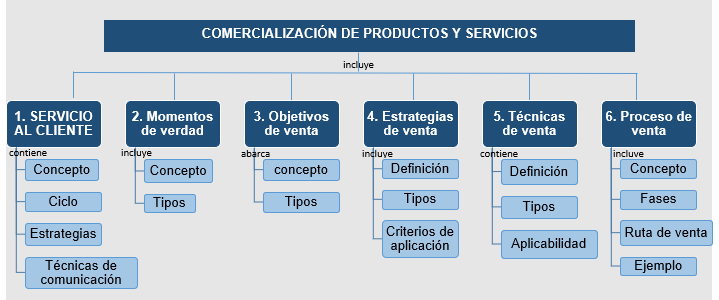 COMERCIALIZACIÓN DE PRODUCTOS Y SERVICIOS
incluye
1. SERVICIO
AL CLIENTE
contiene
Concepto
Ciclo
Estrategias
Técnicas de
comunicación
2. Momentos
de verdad
incluye
Concepto
Tipos
3. Objetivos
de venta
abarca
concepto
Tipos
4. Estrategias
de venta
incluye
Definición
Tipos
Criterios de
aplicación
5. Técnicas
de venta
contiene
Definición
Tipos
Aplicabilidad
6. Proceso de
venta
incluye
Concepto
Fases
Ruta de venta
Ejemplo